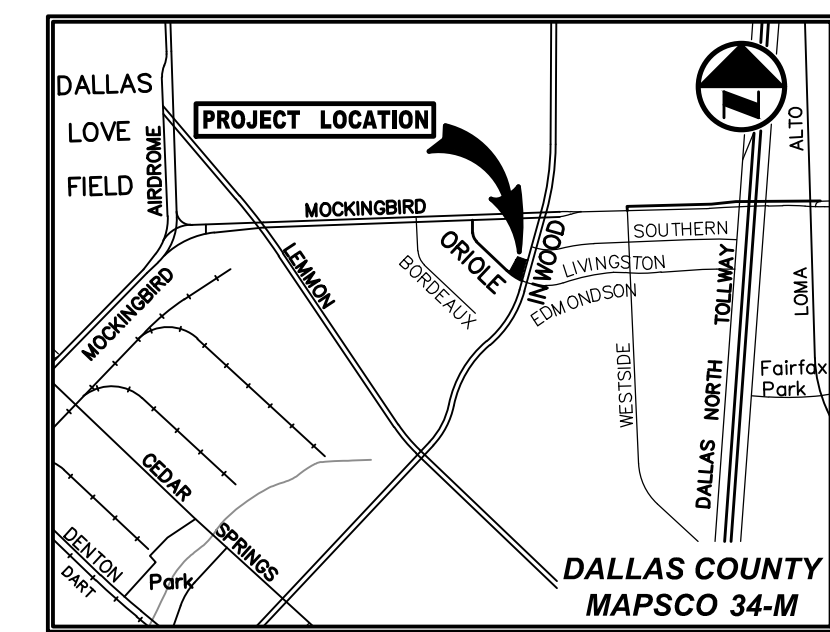 DALLAS
LOVE
FIELD
AIRDROME
PROJECT LOCATION
MOCKINGBIRD
ORIOLE
BORDEAUX
INWOOD
SOUTHERN
LIVINGSTON
EDMONDSON
ALTO
LOMA
TOLLWAY
DALLAS NORTH
WESTSIDE
Fairfax
Park
MOCKINGBIRD
LEMMON
CEDAR
SPRINGS
DENTON
DART
Park
N
DALLAS COUNTY
MAPSCO 34-M